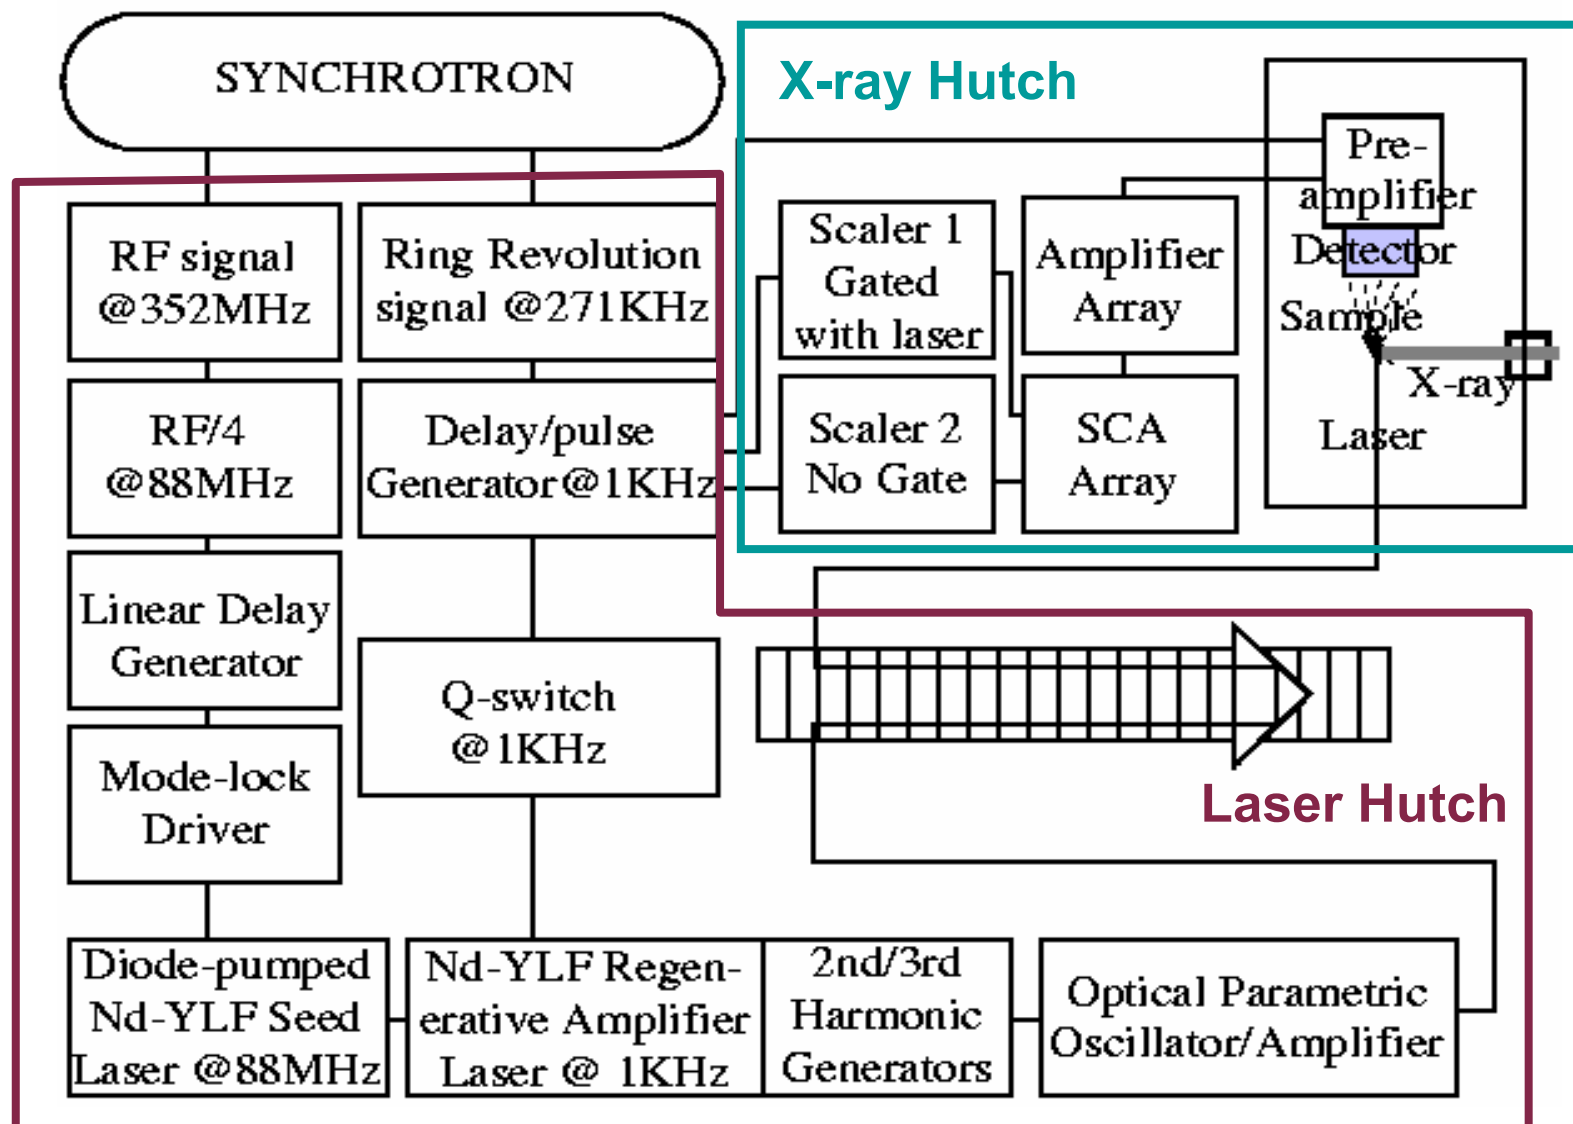 SYNCHROTRON
X-ray Hutch
RF signal
@352MHz
Ring Revolution
signal @271KHz
RF/4
@88MHz
Delay/pulse
Generator@1KHz
Linear Delay
Generator
Q-switch
@1KHz
Mode-lock
Driver
Diode-pumped
Nd-YLF Seed
Laser @88MHz
Nd-YLF Regen-
erative Amplifier
Laser @ 1KHz
2nd/3rd
Harmonic
Generators
Optical Parametric
Oscillator/Amplifier
Scaler 1
Gated
with laser
Scaler 2
No Gate
Amplifier
Array
SCA
Array
Pre-
amplifier
Detector
Sample
X-ray
Laser
Laser Hutch